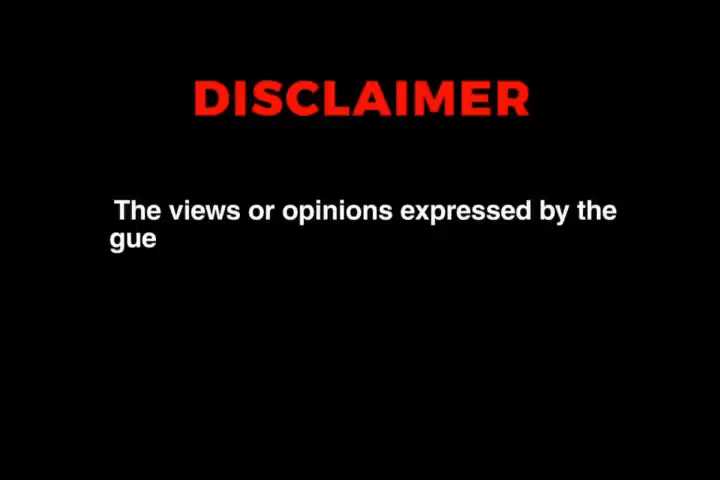 DISCLAIMER
The views or opinions expressed by the
gue